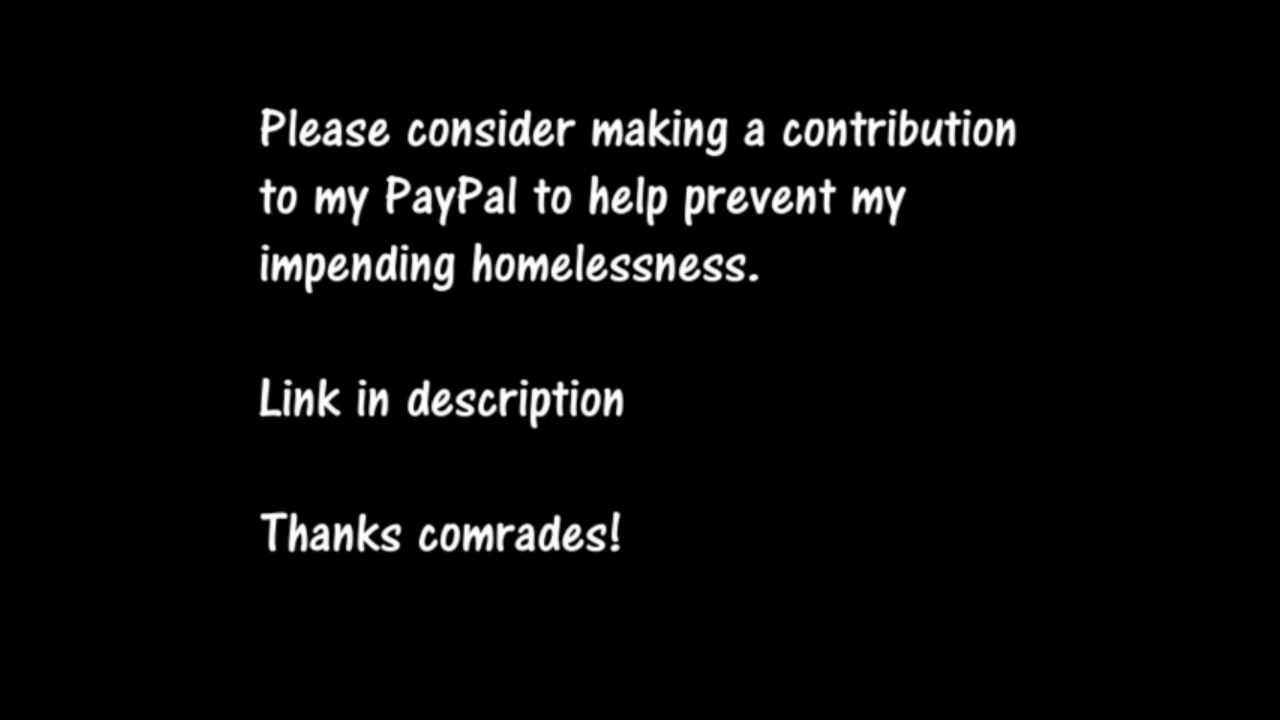 Please consider making a contribution
to my PayPal to help prevent my
impending homelessness.
Link in description
Thanks comrades!